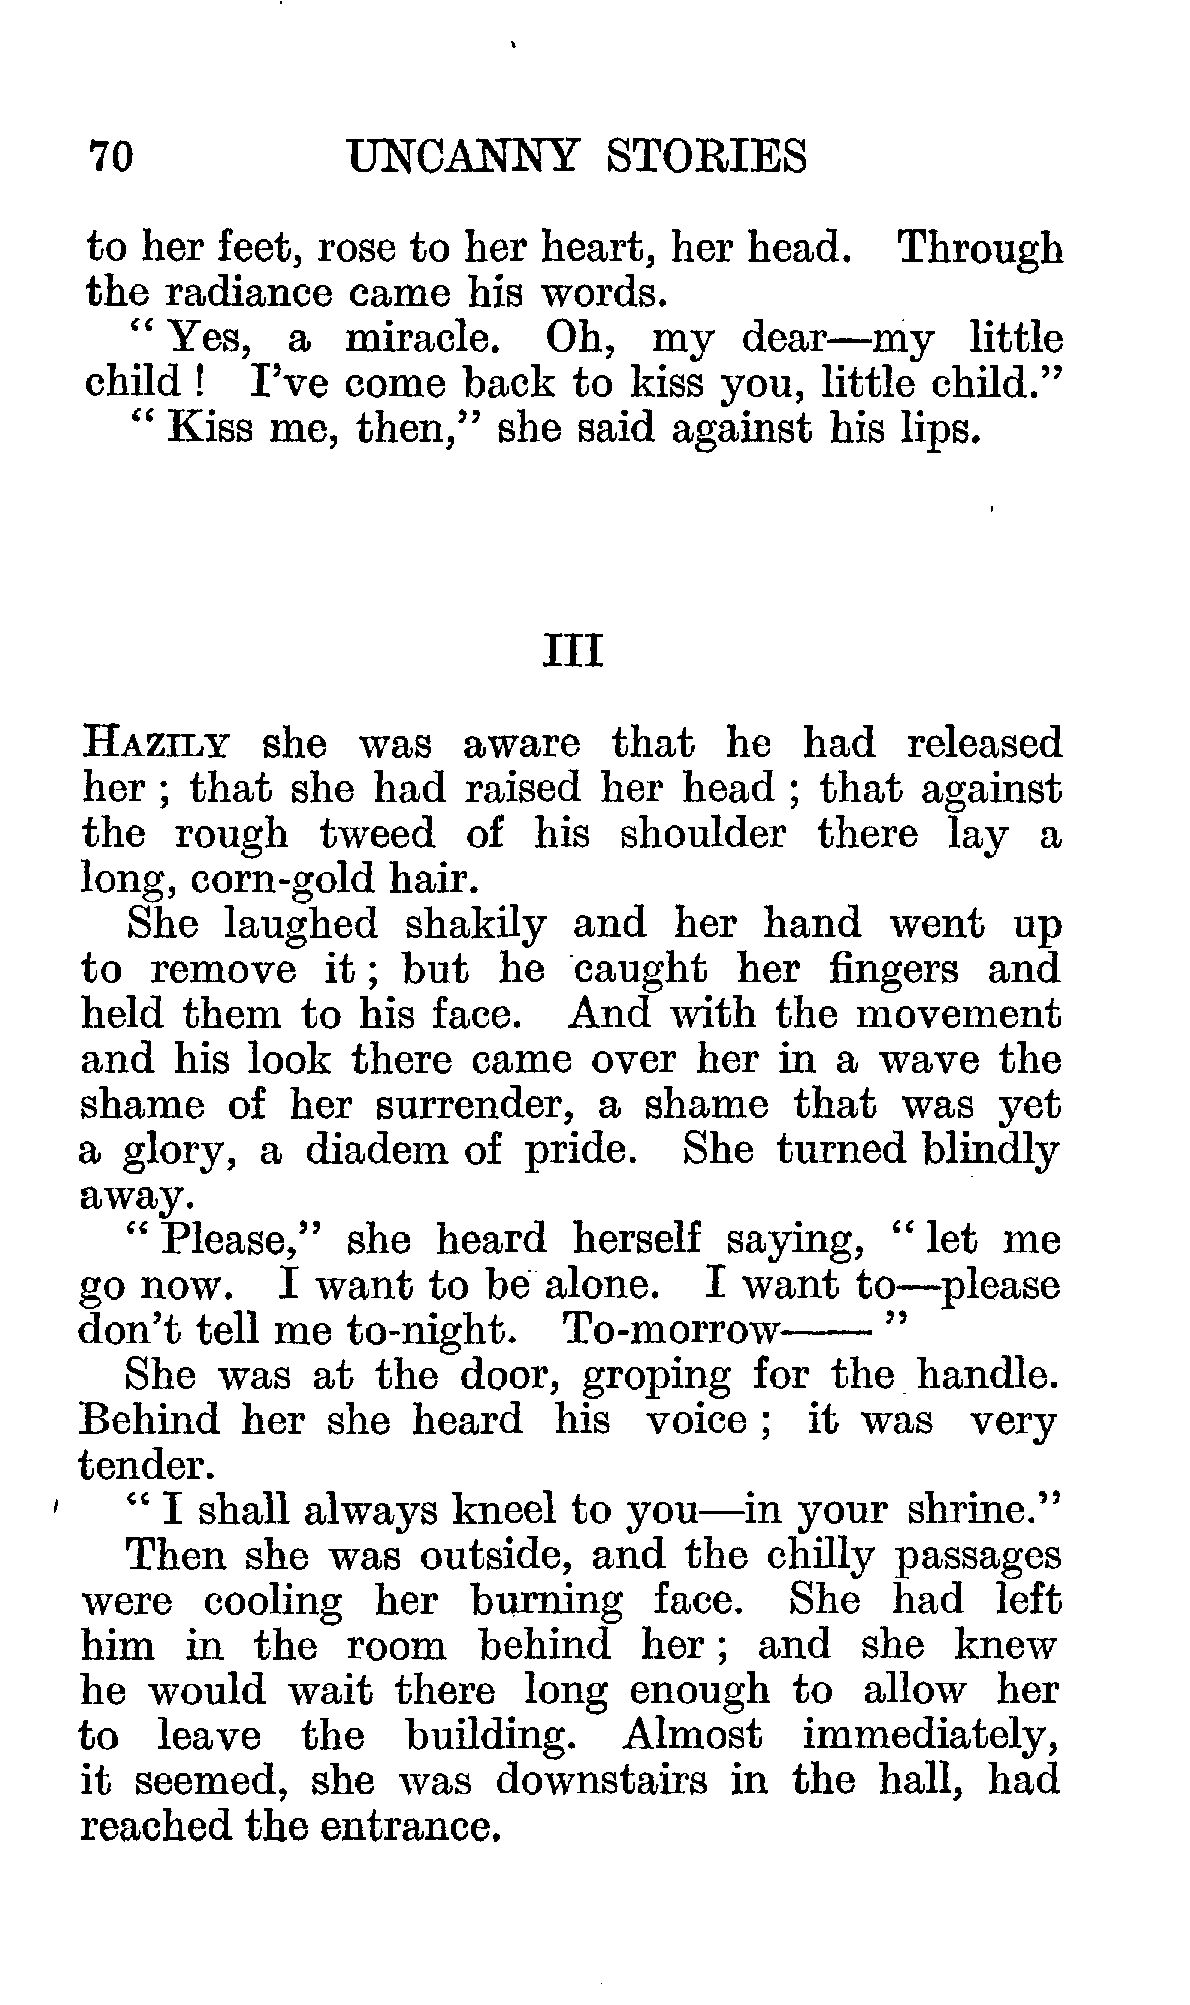 70 UNCANNY STORIES
to her feet, rose to her heart, her head. Through
the radiance came his words.
“ Yes, a miracle. Oh, my dear—my little
child ! I’ve come back to kiss you, little child.”
“ Kiss me, then,” she said against his lips.
III
HAZILY she was aware that he had released
her ; that she had raised her head ; that against
the rough tweed of his shoulder there lay a
long, corn-gold hair.
She laughed shakily and her hand went up
to remove it ; but he caught her fingers and
held them to his face. And with the movement
and his look there came over her in a wave the
shame of her surrender, a shame that was yet
a glory, a diadem of pride. She turned blindly
away.
“ Please,” she heard herself saying, “ let me
go now. I want to be alone. I want to—please
don’t tell me to-night. To-morrow—— ”
She was at the door, groping for the handle.
Behind her she heard his voice ; it was very
tender.
“ I shall always kneel to you—in your shrine.”
Then she was outside, and the chilly passages
were cooling her burning face. She had left
him in the room behind her ; and she knew
he would wait there long enough to allow her
to leave the building. Almost immediately,
it seemed, she was downstairs in the hall, had
reached the entrance.